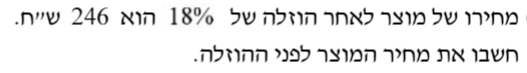 מחירו של מוצר לאחר הוזלה של 18% הוא 246 ש״ח.
חשבו את מחיר המוצר לפני ההוזלה.